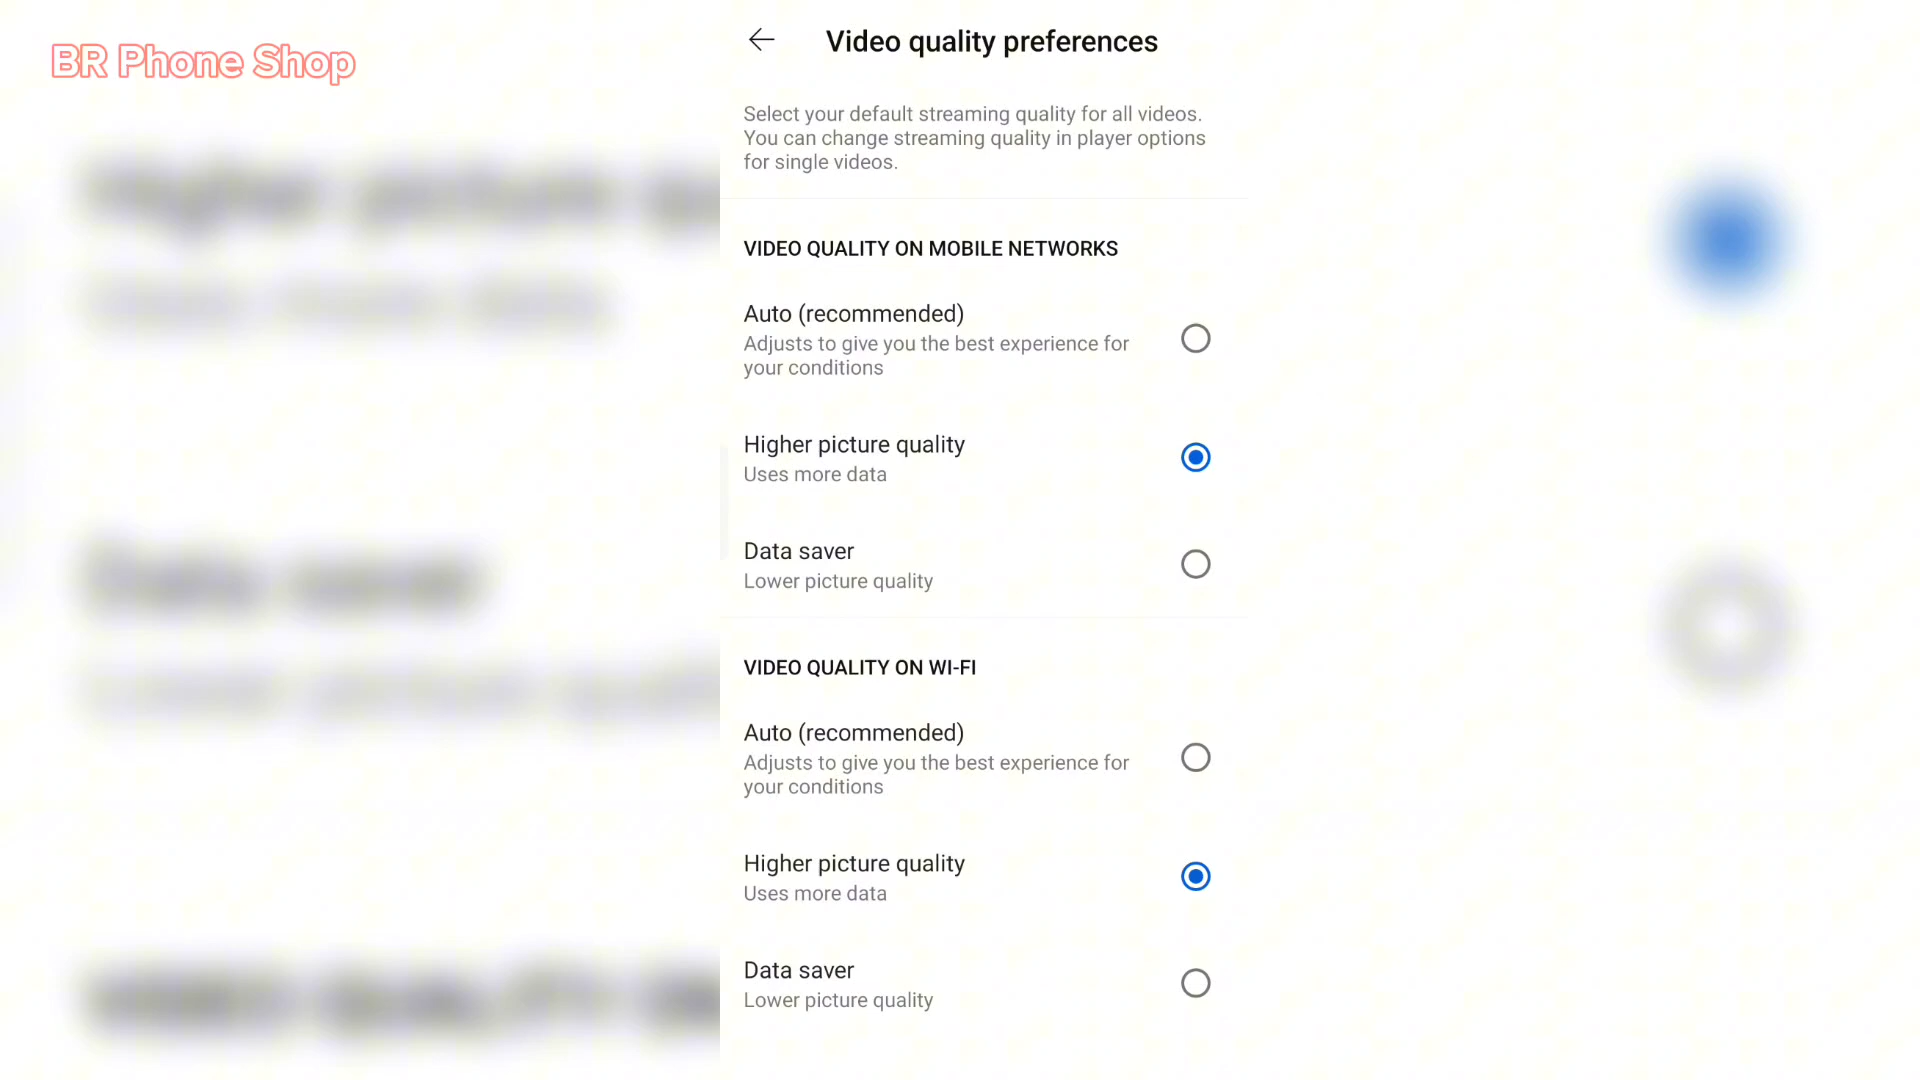 BR Phone Shop
Video quality preferences
Select your default streaming quality for all videos.
You can change streaming quality in player options
for single videos.
VIDEO QUALITY ON MOBILE NETWORKS
Auto (recommended)
Adjusts to give you the best experience for
your conditions
Higher picture quality
Uses more data
Data saver
Lower picture quality
VIDEO QUALITY ON WI-FI
Auto (recommended)
Adjusts to give you the best experience for
your conditions
Higher picture quality
Uses more data
Data saver
Lower picture quality